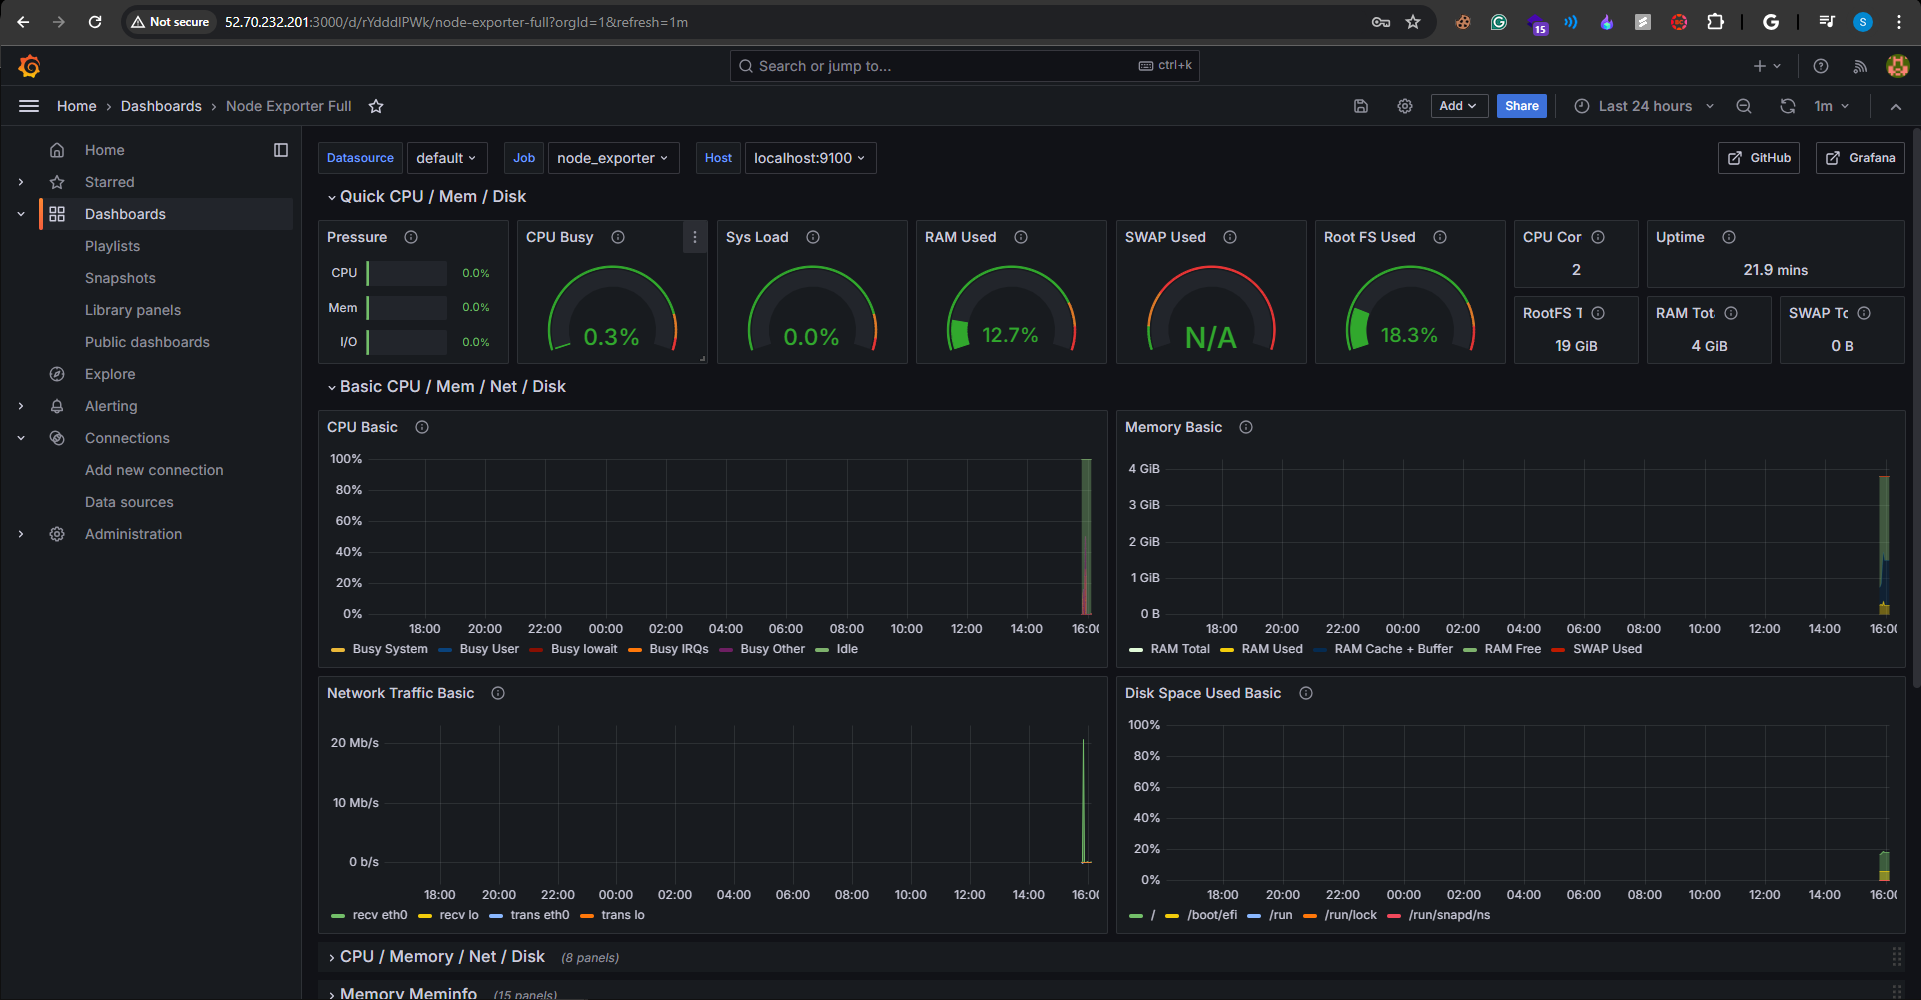 Not secure 52.70.232.201:3000/d/rYdddlPWk/node-exporter-full?orgId=1&refresh=1m 15 G S
Search or jump to... ctrl+k
Home › Dashboards › Node Exporter Full Add Share Last 24 hours 1m
Home
Starred
Dashboards
Playlists
Snapshots
Library panels
Public dashboards
Explore
Alerting
Connections
Add new connection
Data sources
Administration
Datasource default Job node_exporter Host localhost:9100 GitHub Grafana
Quick CPU / Mem / Disk
Pressure
CPU 0.0%
Mem 0.0%
I/O 0.0%
CPU Busy
0.3%
Sys Load
0.0%
RAM Used
12.7%
SWAP Used
N/A
Root FS Used
18.3%
CPU Cor
2
Uptime
21.9 mins
RootFS T
19 GiB
RAM Tot
4 GiB
SWAP Tc
0 B
Basic CPU / Mem / Net / Disk
CPU Basic
100%
80%
60%
40%
20%
0%
18:00 20:00 22:00 00:00 02:00 04:00 06:00 08:00 10:00 12:00 14:00 16:00
Busy System Busy User Busy Iowait Busy IRQs Busy Other Idle
Memory Basic
4 GiB
3 GiB
2 GiB
1 GiB
0 B
18:00 20:00 22:00 00:00 02:00 04:00 06:00 08:00 10:00 12:00 14:00 16:00
RAM Total RAM Used RAM Cache + Buffer RAM Free SWAP Used
Network Traffic Basic
20 Mb/s
10 Mb/s
0 b/s
18:00 20:00 22:00 00:00 02:00 04:00 06:00 08:00 10:00 12:00 14:00 16:00
recv eth0 recv lo trans eth0 trans lo
Disk Space Used Basic
100%
80%
60%
40%
20%
0%
18:00 20:00 22:00 00:00 02:00 04:00 06:00 08:00 10:00 12:00 14:00 16:00
/ /boot/efi /run /run/lock /run/snapd/ns
CPU / Memory / Net / Disk (8 panels)
Memory Meminfo (15 panels)